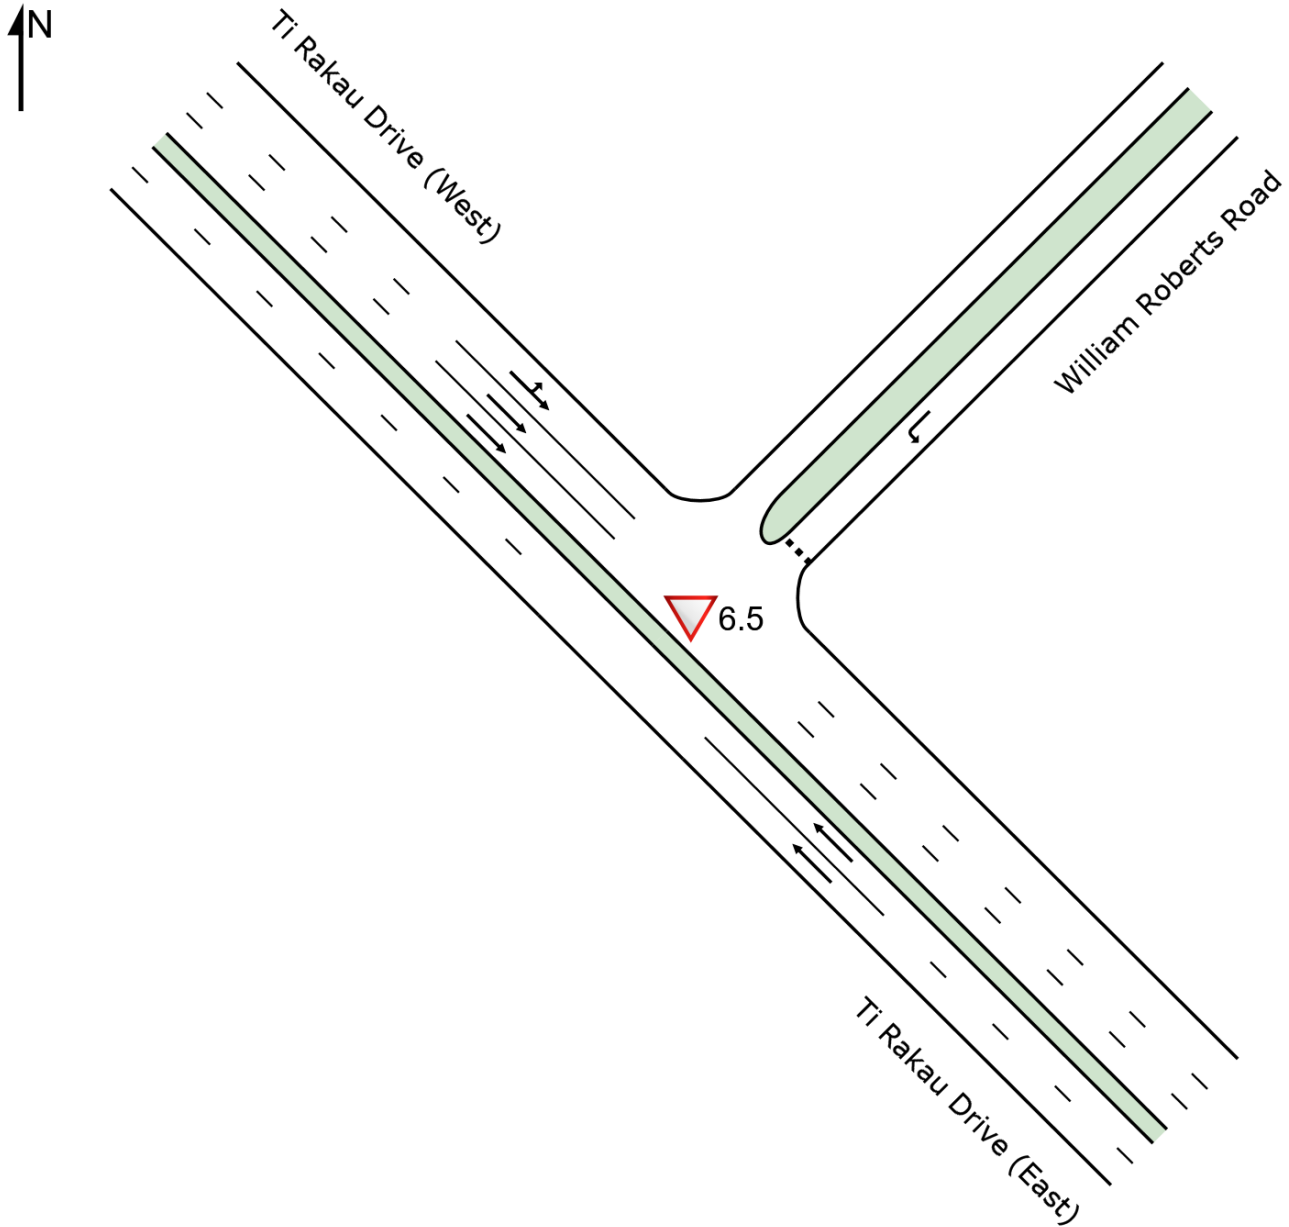 N
Ti Rakau Drive (West)
William Roberts Road
6.5
Ti Rakau Drive (East)